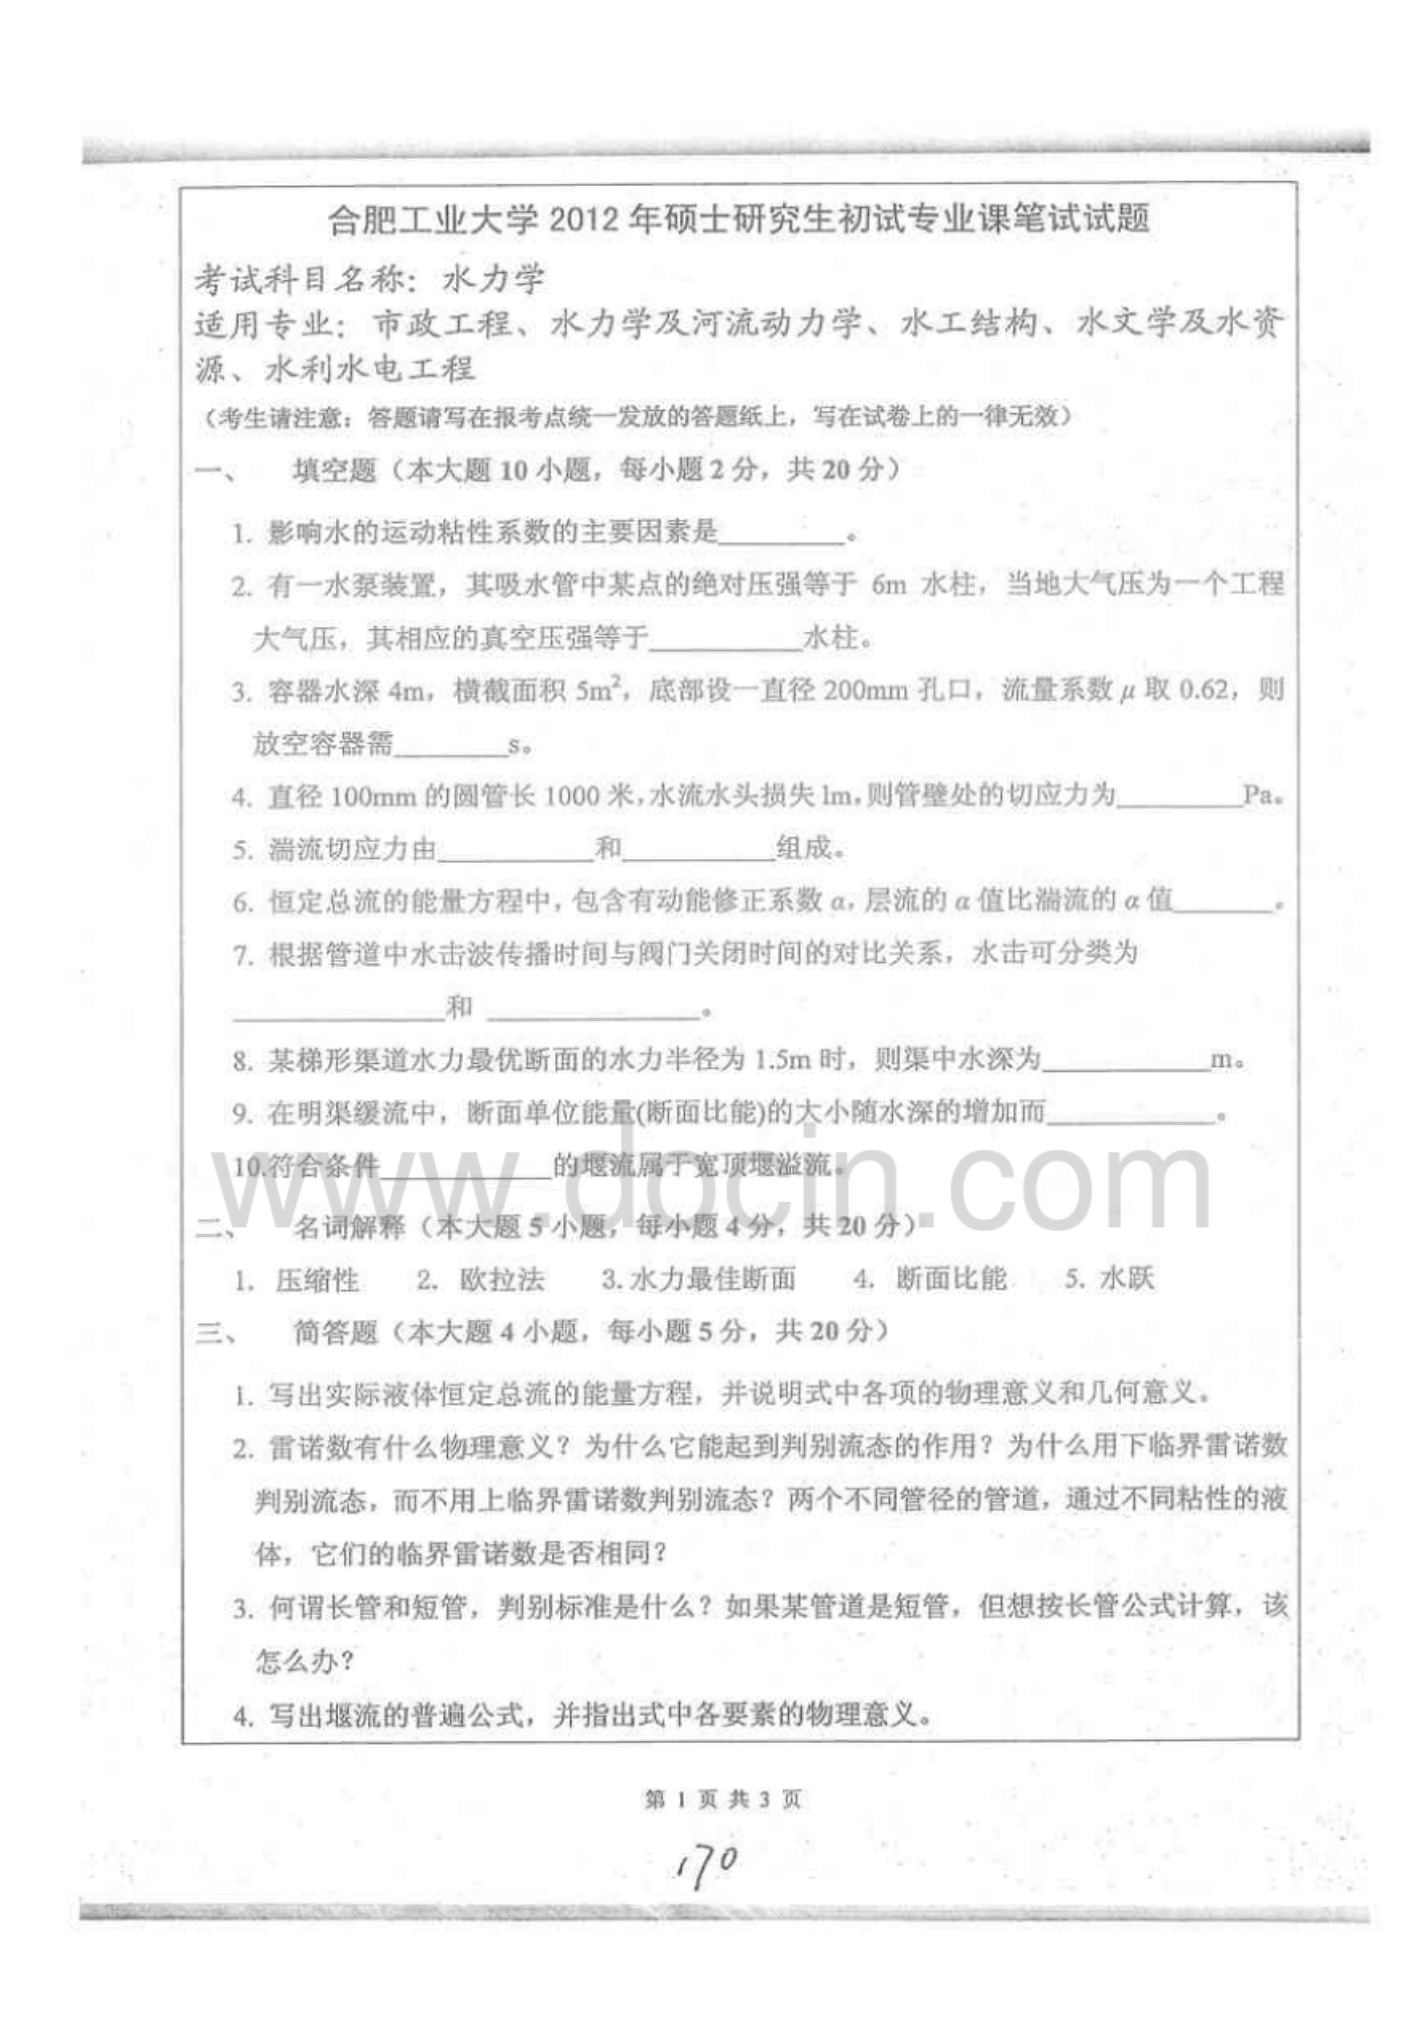 合肥工业大学 2012 年硕士研究生初试专业课笔试试题
考试科目名称：水力学
适用专业：市政工程、水力学及河流动力学、水工结构、水文学及水资
源、水利水电工程
（考生请注意：答题请写在报考点统一发放的答题纸上，写在试卷上的一律无效）
一、 填空题（本大题 10 小题，每小题 2 分，共 20 分）
1. 影响水的运动粘性系数的主要因素是_________。
2. 有一水泵装置，其吸水管中某点的绝对压强等于 6m 水柱，当地大气压为一个工程
大气压，其相应的真空压强等于___________水柱。
3. 容器水深 4m，横截面积 5m²，底部设一直径 200mm 孔口，流量系数 μ 取 0.62，则
放空容器需________s。
4. 直径 100mm 的圆管长 1000 米，水流水头损失 1m，则管壁处的切应力为_________Pa。
5. 湍流切应力由___________和___________组成。
6. 恒定总流的能量方程中，包含有动能修正系数 α，层流的 α 值比湍流的 α 值_______。
7. 根据管道中水击波传播时间与阀门关闭时间的对比关系，水击可分类为
_______________和 _______________。
8. 某梯形渠道水力最优断面的水力半径为 1.5m 时，则渠中水深为____________m。
9. 在明渠缓流中，断面单位能量(断面比能)的大小随水深的增加而____________。
10.符合条件____________的堰流属于宽顶堰溢流。
www.docin.com
二、 名词解释（本大题 5 小题，每小题 4 分，共 20 分）
1. 压缩性 2. 欧拉法 3. 水力最佳断面 4. 断面比能 5. 水跃
三、 简答题（本大题 4 小题，每小题 5 分，共 20 分）
1. 写出实际液体恒定总流的能量方程，并说明式中各项的物理意义和几何意义。
2. 雷诺数有什么物理意义？为什么它能起到判别流态的作用？为什么用下临界雷诺数
判别流态，而不用上临界雷诺数判别流态？两个不同管径的管道，通过不同粘性的液
体，它们的临界雷诺数是否相同？
3. 何谓长管和短管，判别标准是什么？如果某管道是短管，但想按长管公式计算，该
怎么办？
4. 写出堰流的普遍公式，并指出式中各要素的物理意义。
第 1 页 共 3 页
170